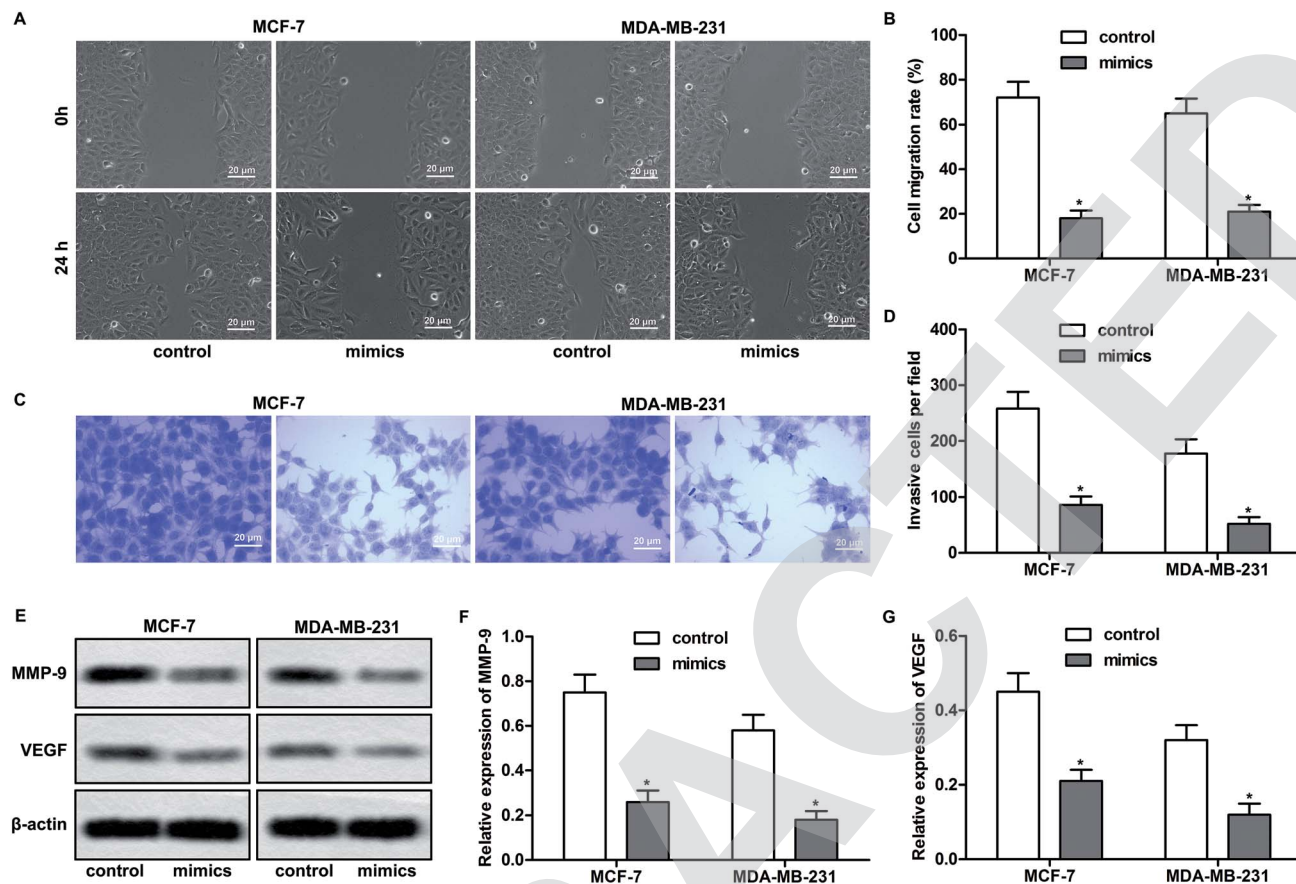 A
MCF-7
MDA-MB-231
0h
20 µm
20 µm
20 µm
20 µm
24 h
20 µm
20 µm
20 µm
20 µm
control
mimics
control
mimics
B
control
mimics
Cell migration rate (%)
100
80
60
40
20
0
*
*
MCF-7
MDA-MB-231
C
MCF-7
MDA-MB-231
20 µm
20 µm
20 µm
20 µm
D
control
mimics
Invasive cells per field
400
300
200
100
0
*
*
MCF-7
MDA-MB-231
E
MCF-7
MDA-MB-231
MMP-9
VEGF
β-actin
control
mimics
control
mimics
F
control
mimics
Relative expression of MMP-9
1.0
0.8
0.6
0.4
0.2
0.0
*
*
MCF-7
MDA-MB-231
G
control
mimics
Relative expression of VEGF
0.6
0.4
0.2
0.0
*
*
MCF-7
MDA-MB-231